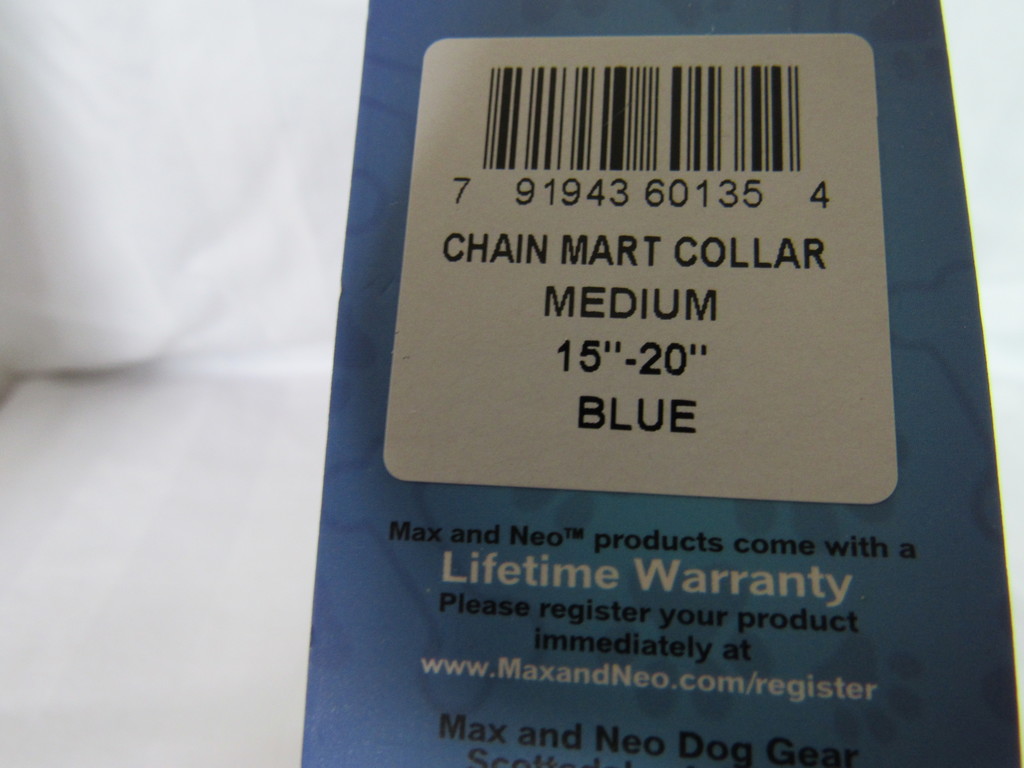 7 91943 60135 4
CHAIN MART COLLAR
MEDIUM
15"-20"
BLUE
Max and Neo™ products come with a
Lifetime Warranty
Please register your product
immediately at
www.MaxandNeo.com/register
Max and Neo Dog Gear